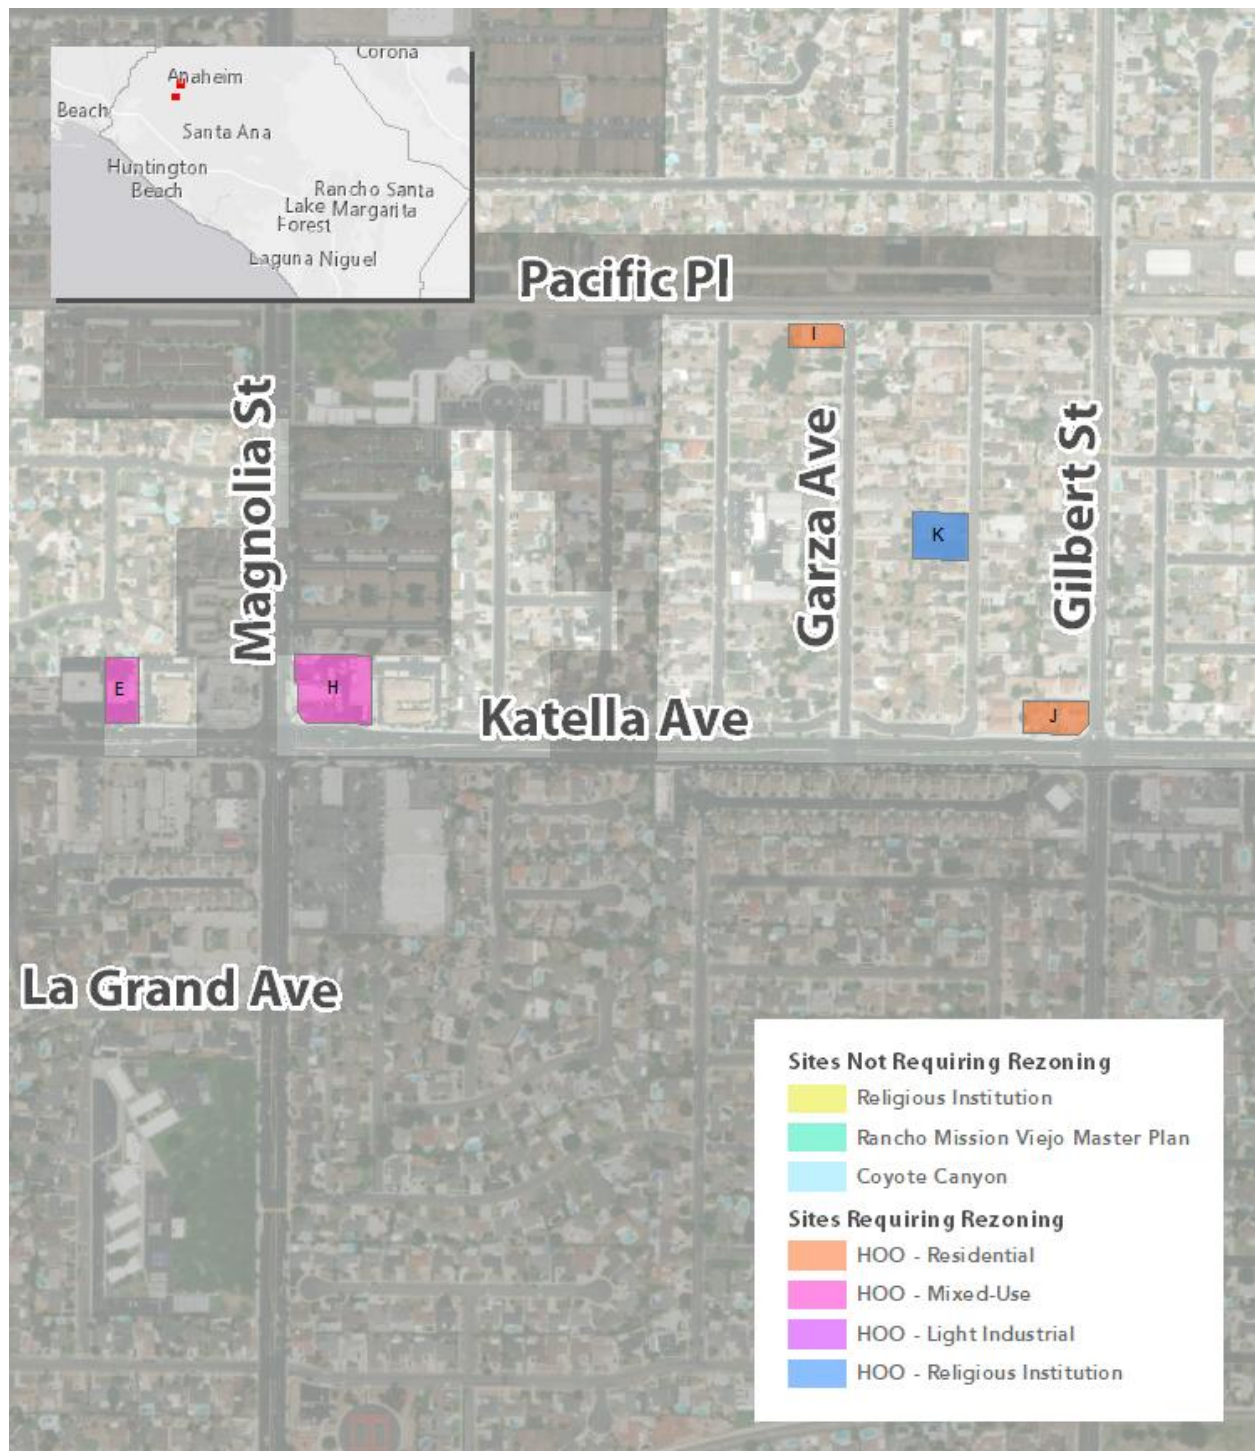 Corona
Anaheim
Beach
Santa Ana
Huntington
Beach
Rancho Santa
Lake Margarita
Forest
Laguna Niguel
Pacific Pl
I
Magnolia St
Garza Ave
Gilbert St
K
E
H
Katella Ave
J
La Grand Ave
Sites Not Requiring Rezoning
Religious Institution
Rancho Mission Viejo Master Plan
Coyote Canyon
Sites Requiring Rezoning
HOO - Residential
HOO - Mixed-Use
HOO - Light Industrial
HOO - Religious Institution